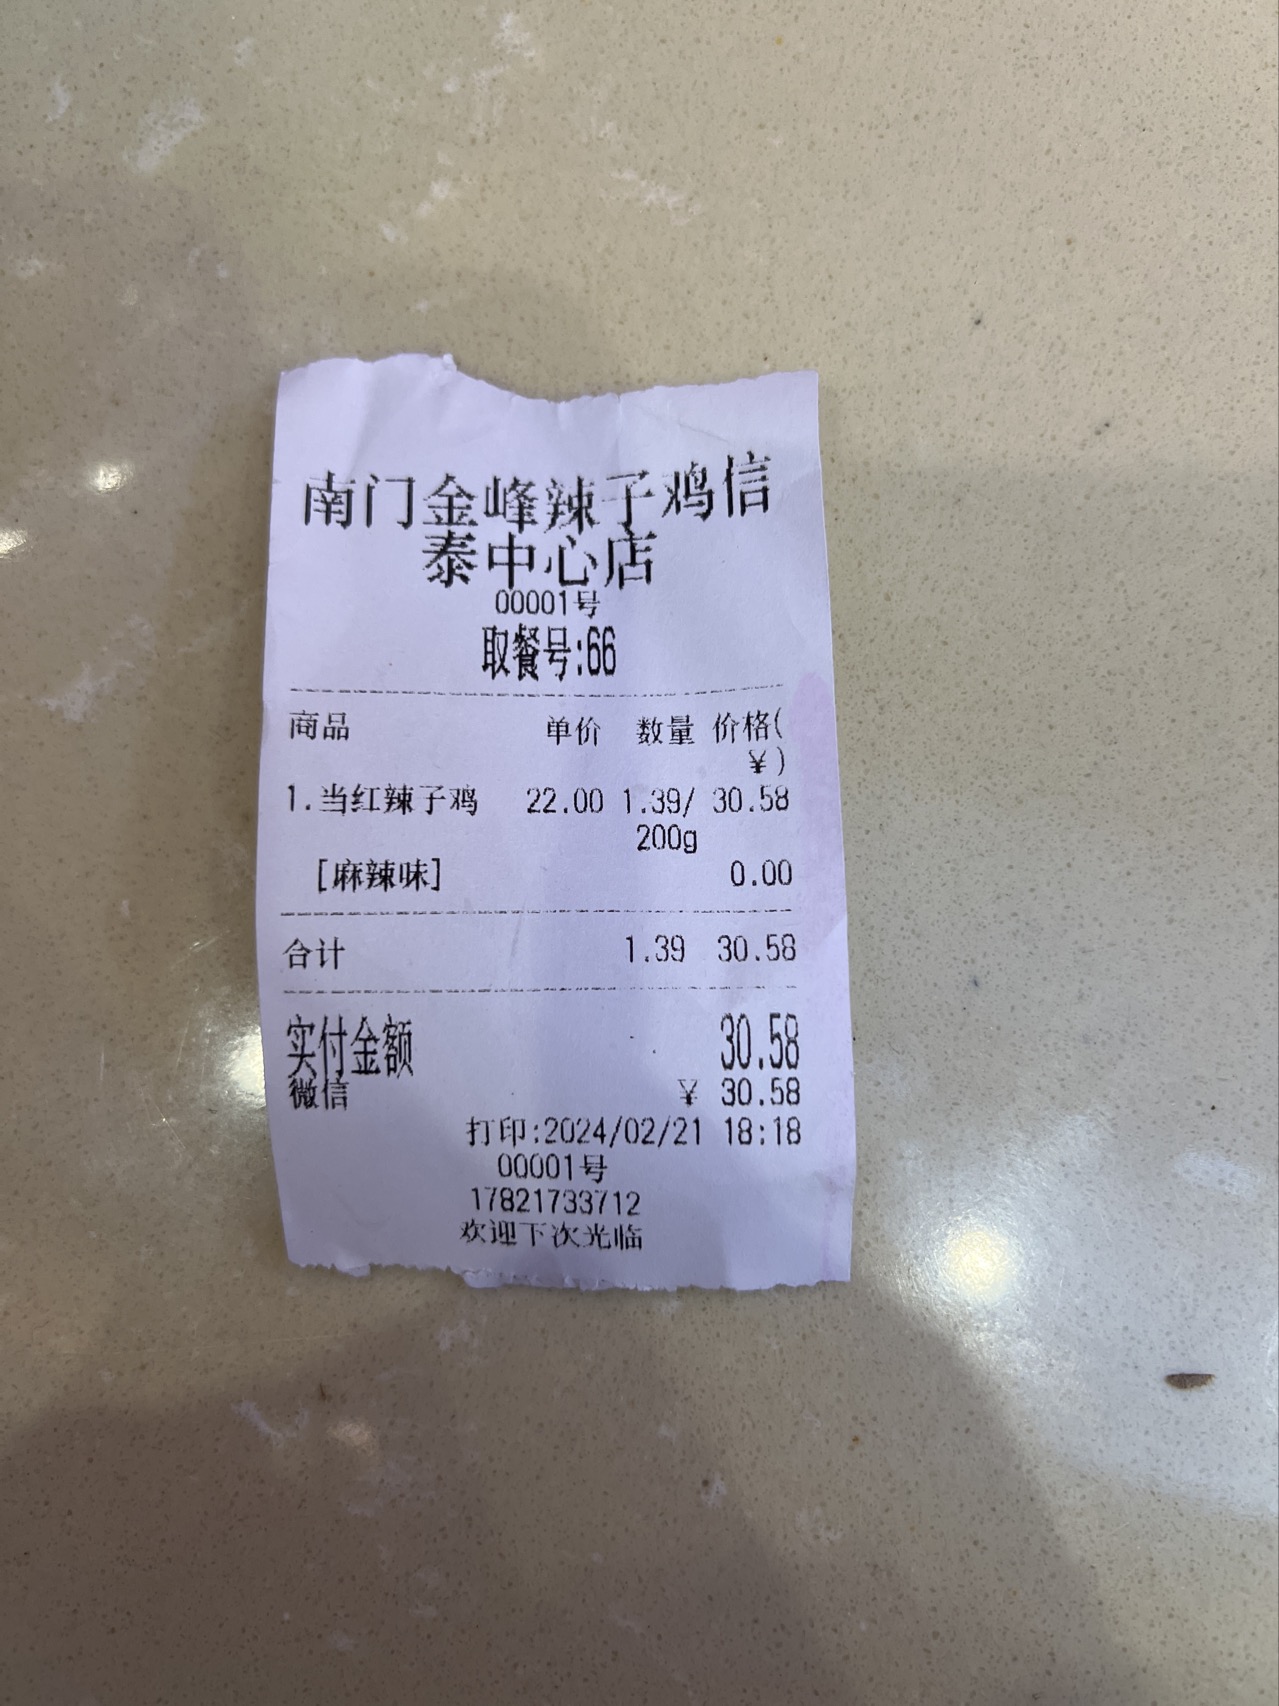 南门金峰辣子鸡信
泰中心店
00001号
取餐号:66
商品 单价 数量 价格(
¥)
1.当红辣子鸡 22.00 1.39/ 30.58
200g
[麻辣味] 0.00
合计 1.39 30.58
实付金额 30.58
微信 ¥ 30.58
打印:2024/02/21 18:18
00001号
17821733712
欢迎下次光临